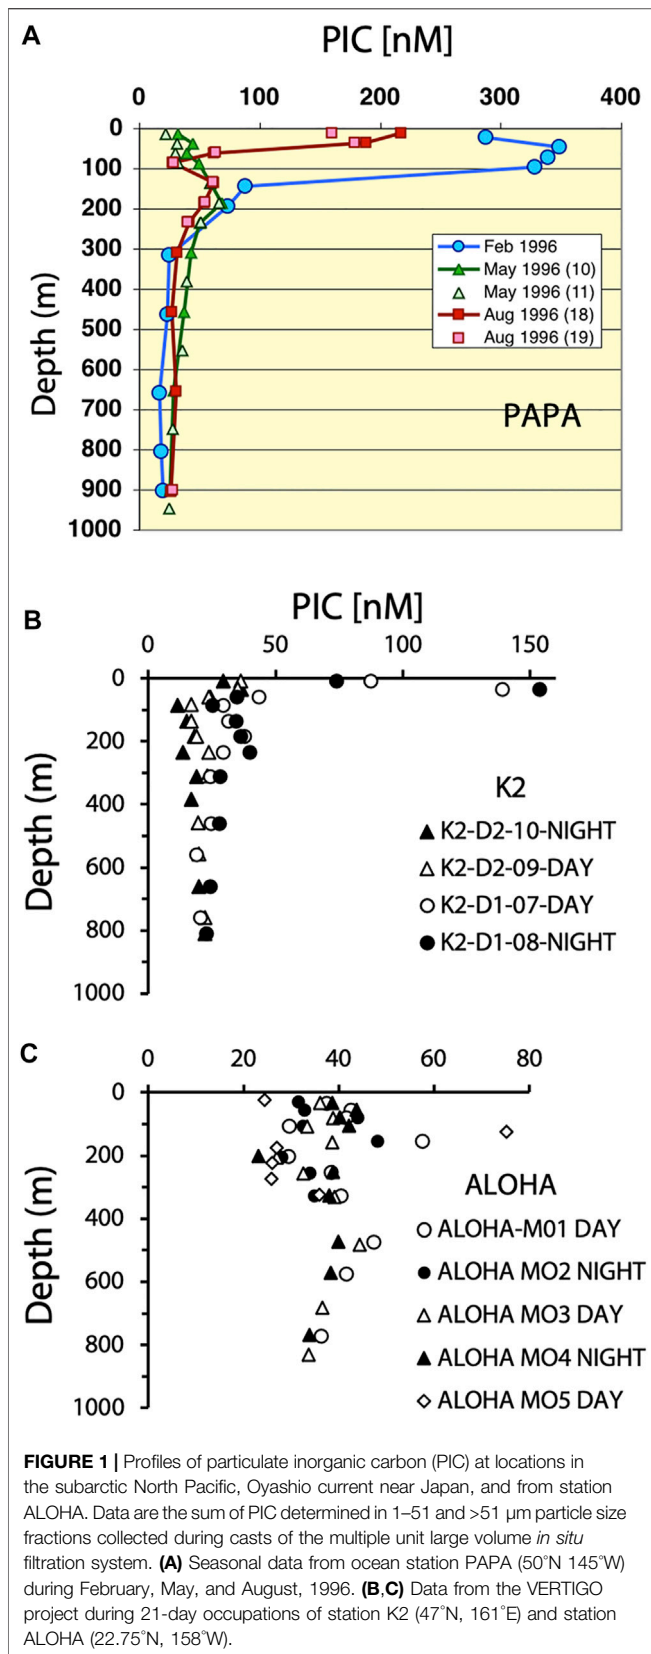 A
PIC [nM]
0 100 200 300 400
0
100
200
300
400
500
600
700
800
900
1000
Depth (m)
Feb 1996
May 1996 (10)
May 1996 (11)
Aug 1996 (18)
Aug 1996 (19)
PAPA
B
PIC [nM]
0 50 100 150
0
200
400
600
800
1000
Depth (m)
K2
K2-D2-10-NIGHT
K2-D2-09-DAY
K2-D1-07-DAY
K2-D1-08-NIGHT
C
0 20 40 60 80
0
200
400
600
800
1000
Depth (m)
ALOHA
ALOHA-M01 DAY
ALOHA MO2 NIGHT
ALOHA MO3 DAY
ALOHA MO4 NIGHT
ALOHA MO5 DAY
FIGURE 1 | Profiles of particulate inorganic carbon (PIC) at locations in
the subarctic North Pacific, Oyashio current near Japan, and from station
ALOHA. Data are the sum of PIC determined in 1–51 and >51 µm particle size
fractions collected during casts of the multiple unit large volume in situ
filtration system. (A) Seasonal data from ocean station PAPA (50°N 145°W)
during February, May, and August, 1996. (B,C) Data from the VERTIGO
project during 21-day occupations of station K2 (47°N, 161°E) and station
ALOHA (22.75°N, 158°W).